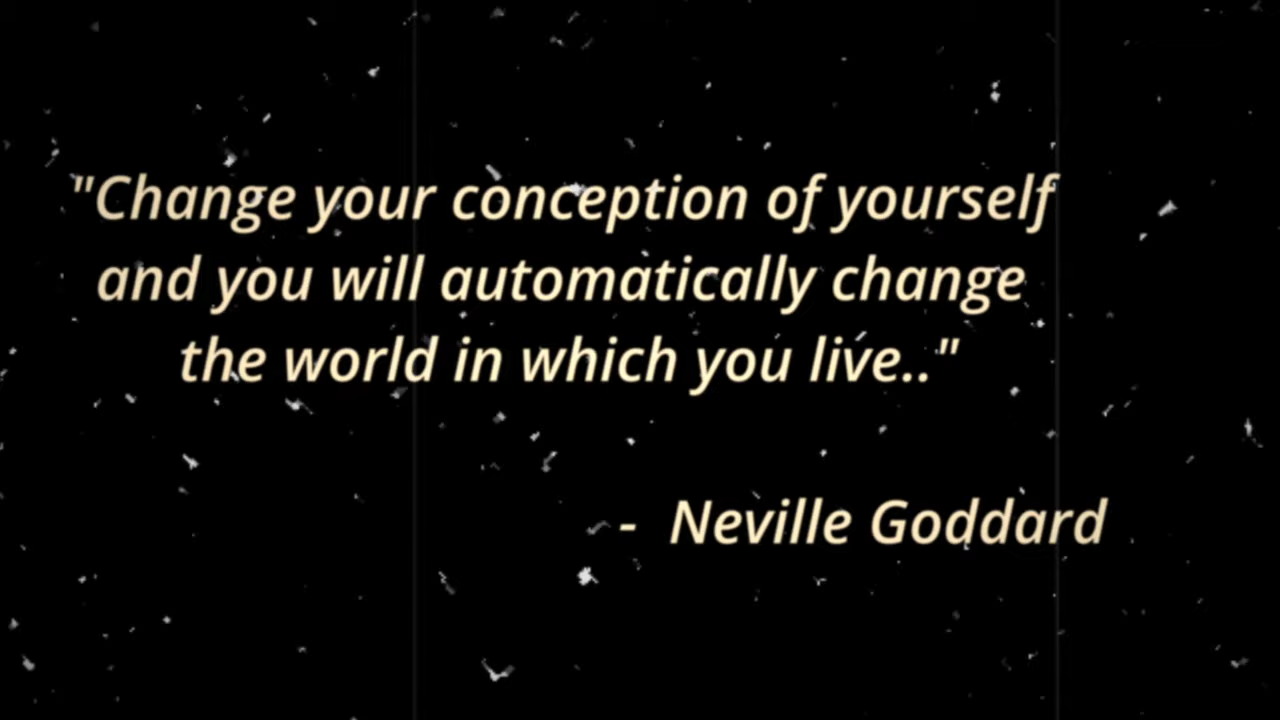 "Change your conception of yourself
and you will automatically change
the world in which you live.."
- Neville Goddard